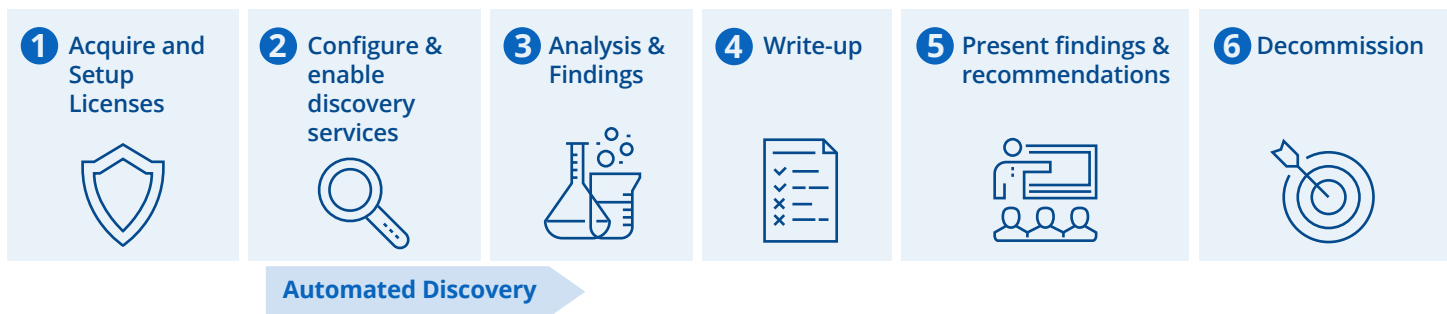 1 Acquire and
Setup
Licenses
2 Configure &
enable
discovery
services
3 Analysis &
Findings
4 Write-up
5 Present findings &
recommendations
6 Decommission
Automated Discovery